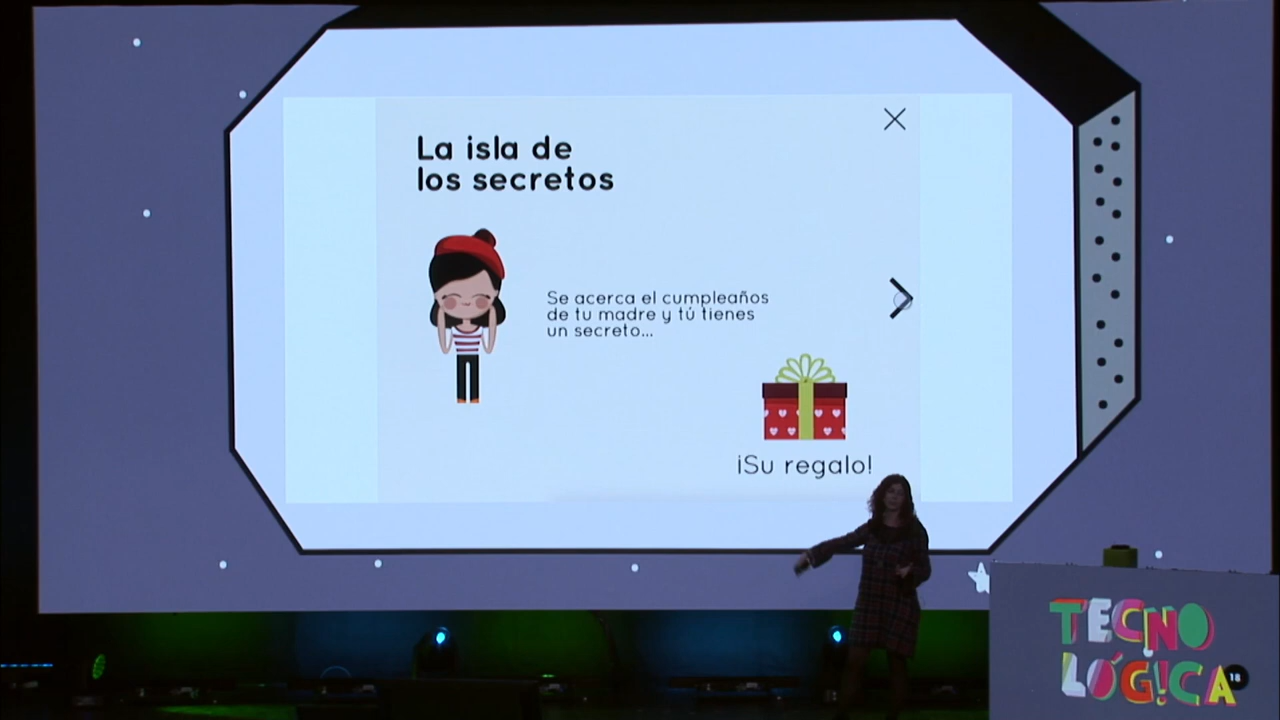 La isla de
los secretos
Se acerca el cumpleaños
de tu madre y tú tienes
un secreto...
¡Su regalo!
TECNO
LÓG!CA
18